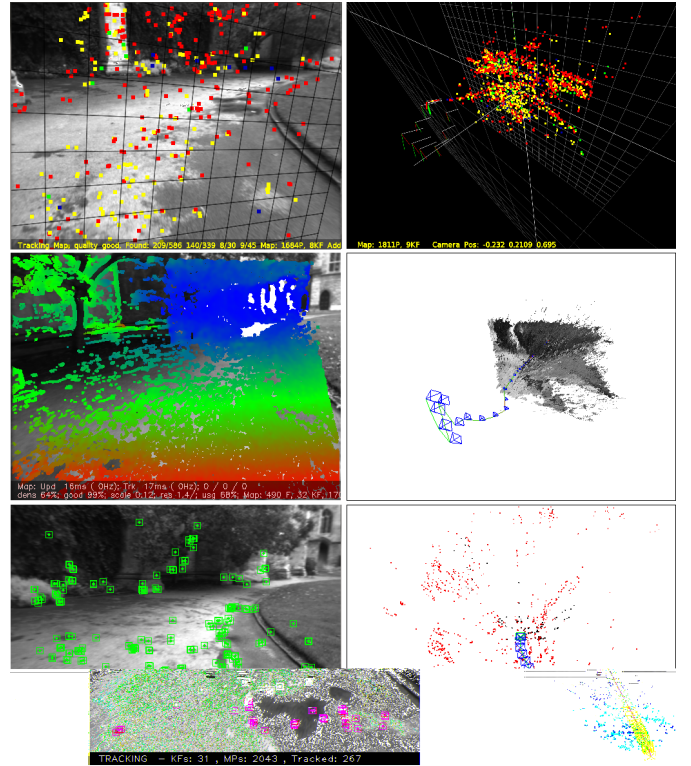 Tracking Map, quality good. Found: 209/586 140/339 8/30 9/45 Map: 1684P, 8KF Add
Map: 1811P, 9KF Camera Pos: -0.232 0.2109 0.695
Map: Upd 16ms ( 0Hz); Trk 17ms ( 0Hz); 0 / 0 / 0
dens 64%; good 99%; scale 0.12; res 1.4/; usg 68%; Map: 490 F, 32 KF,
TRACKING - KFs: 31 , MPs: 2043 , Tracked: 267